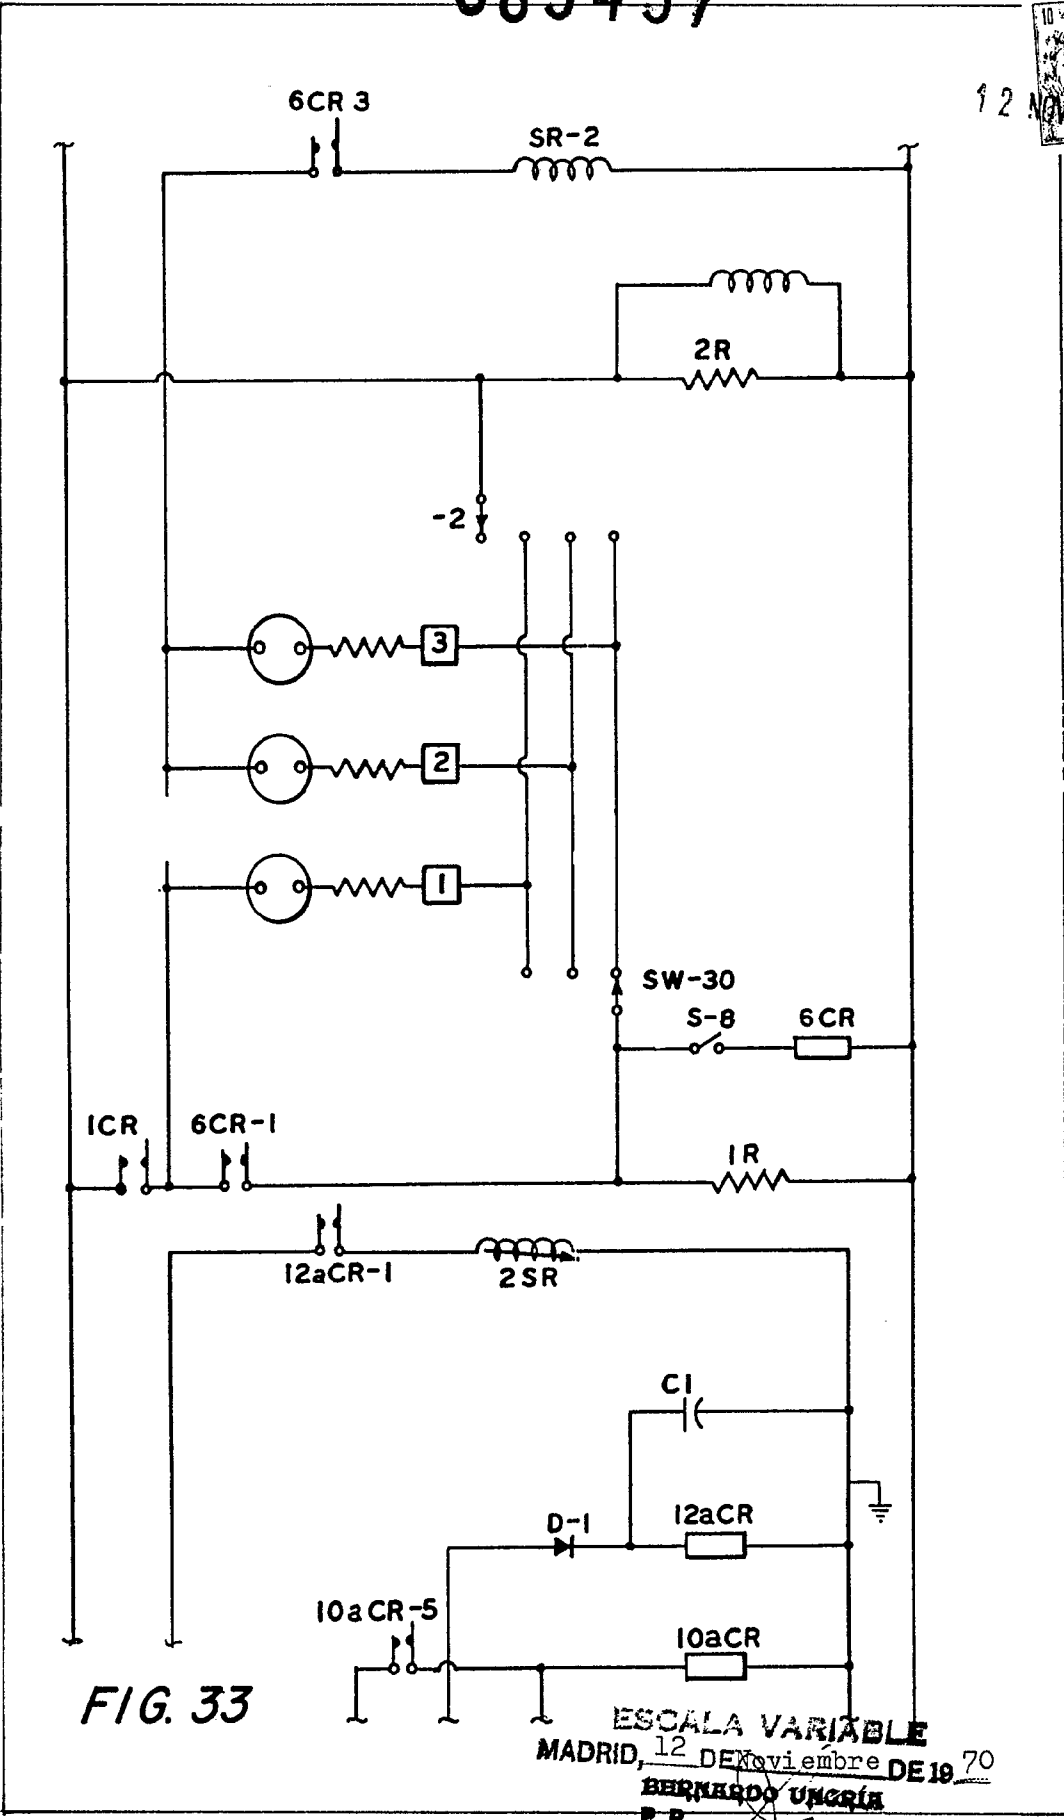 12 NOV
6CR3
SR-2
2R
-2
3
2
1
SW-30
S-8 6CR
1CR 6CR-1
1R
12aCR-1
2SR
C1
12aCR
D-1
10aCR-5
10aCR
FIG. 33
ESCALA VARIABLE
MADRID, 12 DE Noviembre DE 19 70
BERNARDO UNGRÍA
P. P.